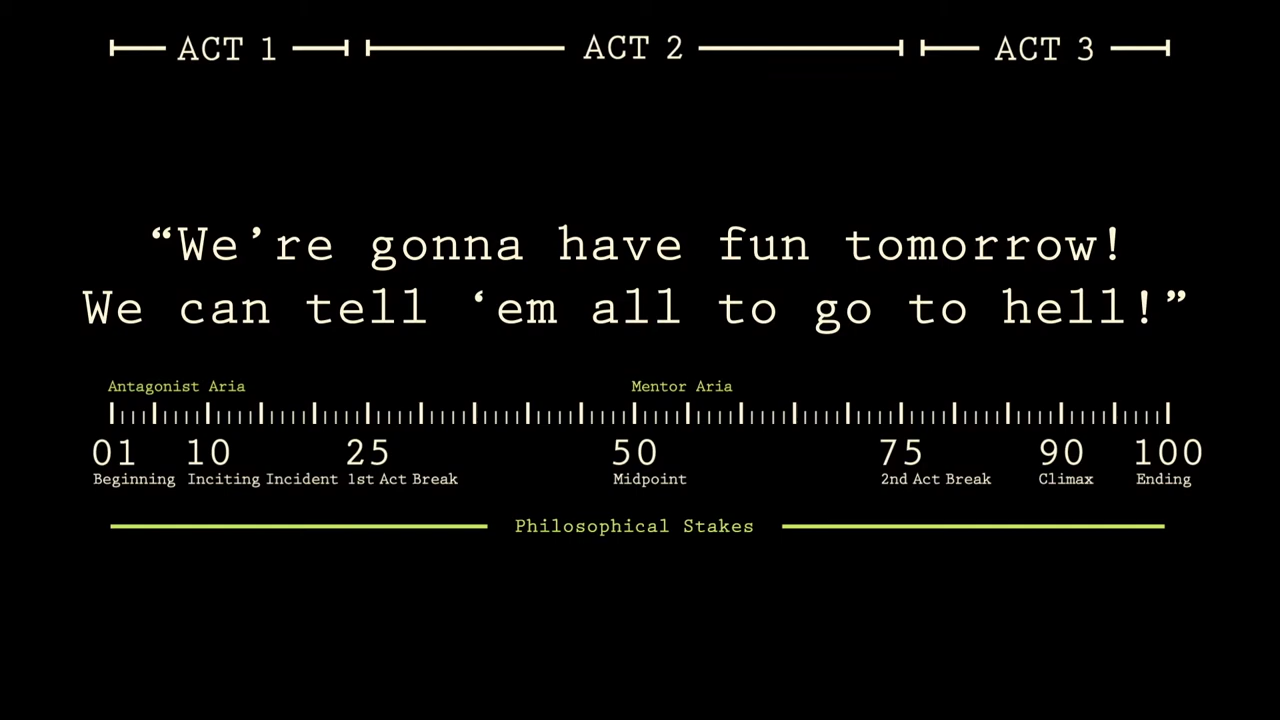 ACT 1 ACT 2 ACT 3
“We’re gonna have fun tomorrow!
We can tell ‘em all to go to hell!”
Antagonist Aria Mentor Aria
01 10 25 50 75 90 100
Beginning Inciting Incident 1st Act Break Midpoint 2nd Act Break Climax Ending
Philosophical Stakes